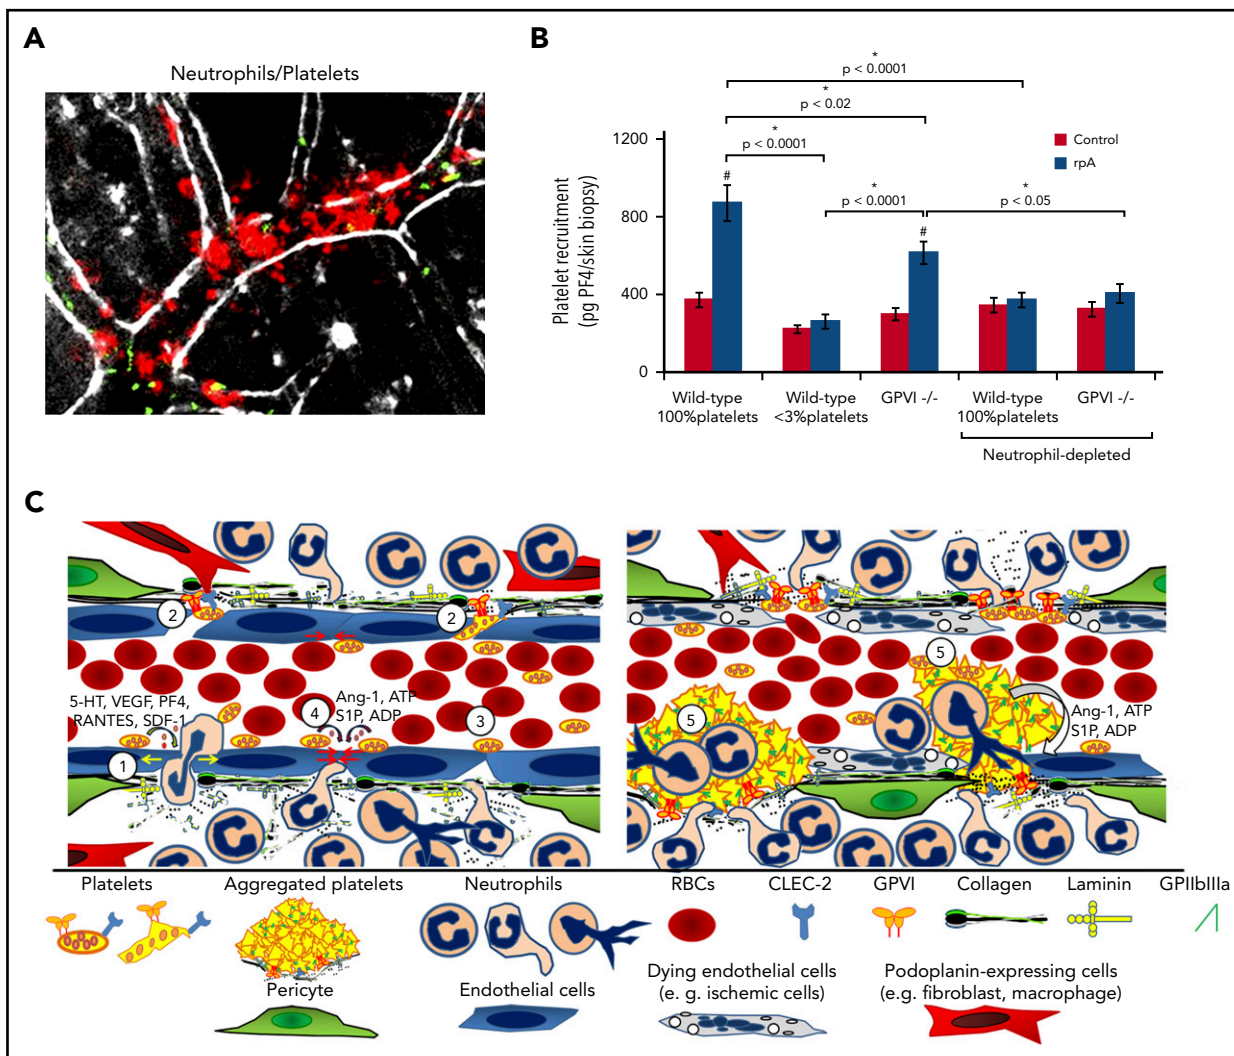 A
Neutrophils/Platelets
B
*
p < 0.0001
*
p < 0.02
*
p < 0.0001
*
p < 0.0001
*
p < 0.05
Control
rpA
#
#
Platelet recruitment
(pg PF4/skin biopsy)
1200
800
400
0
Wild-type
100%platelets
Wild-type
<3%platelets
GPVI -/-
Wild-type
100%platelets
GPVI -/-
Neutrophil-depleted
C
2
2
5-HT, VEGF, PF4,
RANTES, SDF-1
4
Ang-1, ATP
S1P, ADP
3
1
5
5
Ang-1, ATP
S1P, ADP
Platelets
Aggregated platelets
Neutrophils
RBCs
CLEC-2
GPVI
Collagen
Laminin
GPIIbIIIa
Pericyte
Endothelial cells
Dying endothelial cells
(e. g. ischemic cells)
Podoplanin-expressing cells
(e.g. fibroblast, macrophage)